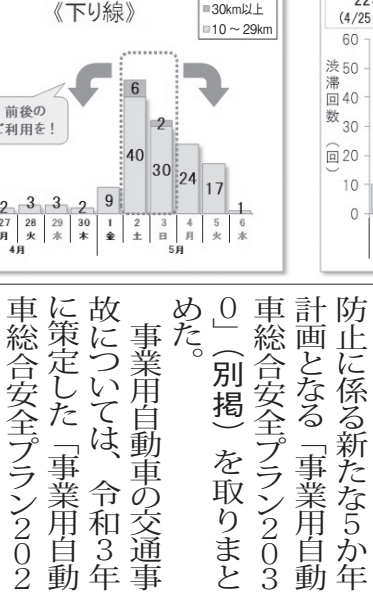 《下り線》
■30km以上
□10～29km
前後の
ご利用を！
2
3
3
2
9
6
40
2
30
24
17
1
27 28 29 30 1 2 3 4 5 6
月 火 水 木 金 土 日 月 火 水
4月 5月
(4/25
渋滞回数（回）
60
50
40
30
20
10
0
防止に係る新たな5か年
計画となる「事業用自動
車総合安全プラン203
0」（別掲）を取りまと
めた。
事業用自動車の交通事
故については、令和3年
に策定した「事業用自動
車総合安全プラン202